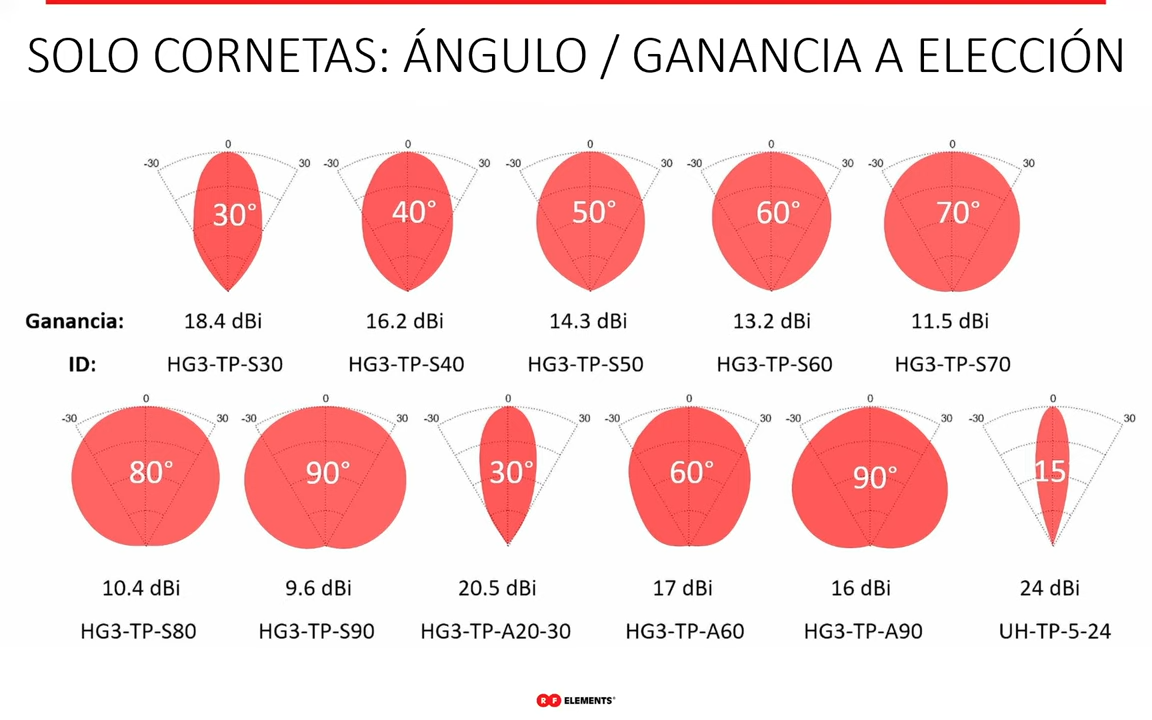 SOLO CORNETAS: ÁNGULO / GANANCIA A ELECCIÓN
0 0 0 0 0
-30 30 -30 30 -30 30 -30 30 -30 30
30° 40° 50° 60° 70°
Ganancia: 18.4 dBi 16.2 dBi 14.3 dBi 13.2 dBi 11.5 dBi
ID: HG3-TP-S30 HG3-TP-S40 HG3-TP-S50 HG3-TP-S60 HG3-TP-S70
0 0 0 0 0 0
-30 30 -30 30 -30 30 -30 30 -30 30 -30 30
80° 90° 30° 60° 90° 15
10.4 dBi 9.6 dBi 20.5 dBi 17 dBi 16 dBi 24 dBi
HG3-TP-S80 HG3-TP-S90 HG3-TP-A20-30 HG3-TP-A60 HG3-TP-A90 UH-TP-5-24
RF ELEMENTS